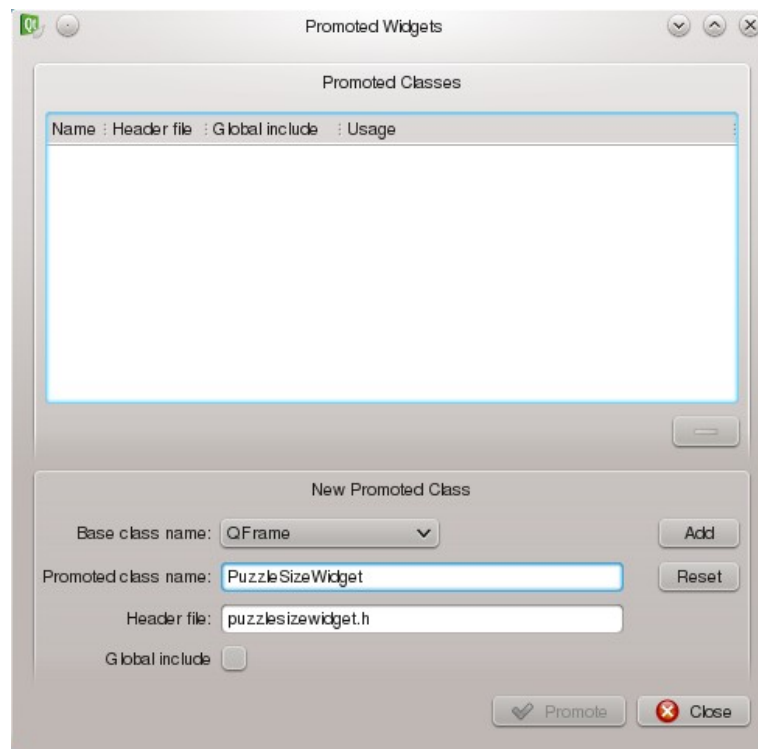 Qt
Promoted Widgets
Promoted Classes
Name Header file Global include Usage
New Promoted Class
Base class name: QFrame Add
Promoted class name: PuzzleSizeWidget Reset
Header file: puzzlesizewidget.h
Global include
Promote Close